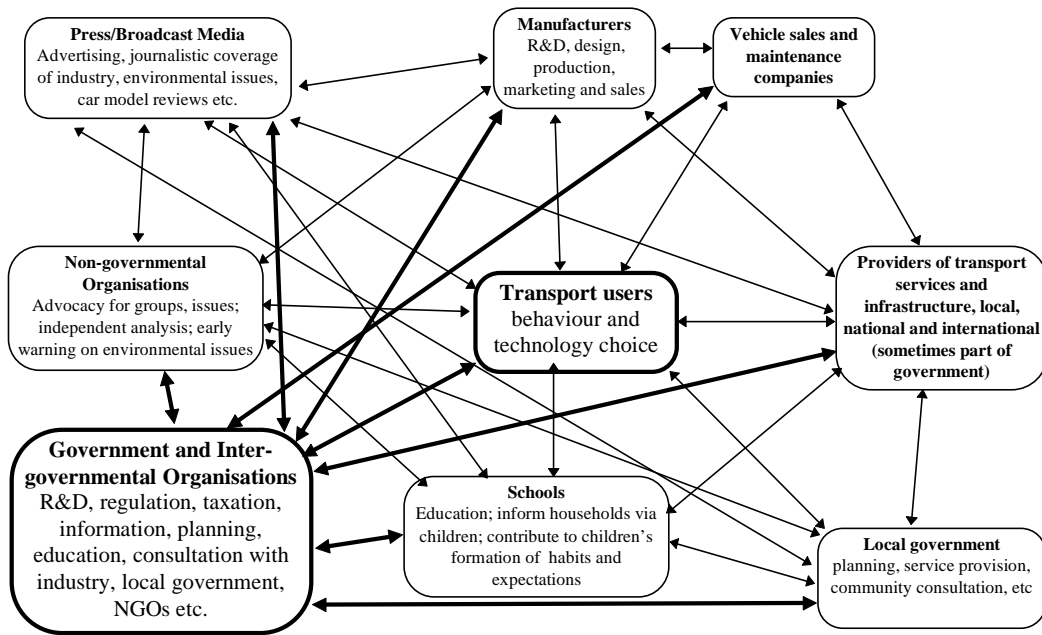 Press/Broadcast Media
Advertising, journalistic coverage
of industry, environmental issues,
car model reviews etc.
Manufacturers
R&D, design,
production,
marketing and sales
Vehicle sales and
maintenance
companies
Non-governmental
Organisations
Advocacy for groups, issues;
independent analysis; early
warning on environmental issues
Transport users
behaviour and
technology choice
Providers of transport
services and
infrastructure, local,
national and international
(sometimes part of
government)
Government and Inter-
governmental Organisations
R&D, regulation, taxation,
information, planning,
education, consultation with
industry, local government,
NGOs etc.
Schools
Education; inform households via
children; contribute to children’s
formation of habits and
expectations
Local government
planning, service provision,
community consultation, etc